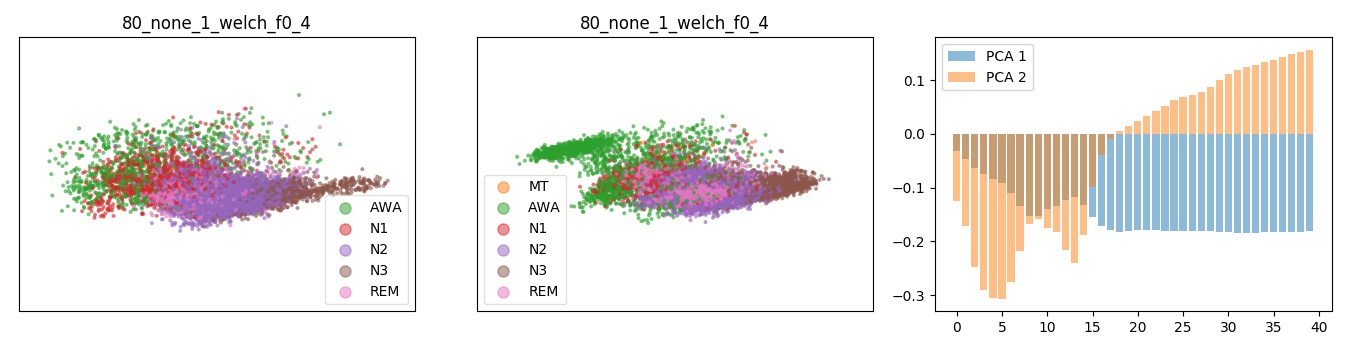 80_none_1_welch_f0_4
AWA
N1
N2
N3
REM
80_none_1_welch_f0_4
MT
AWA
N1
N2
N3
REM
PCA 1
PCA 2
0.1
0.0
−0.1
−0.2
−0.3
0 5 10 15 20 25 30 35 40